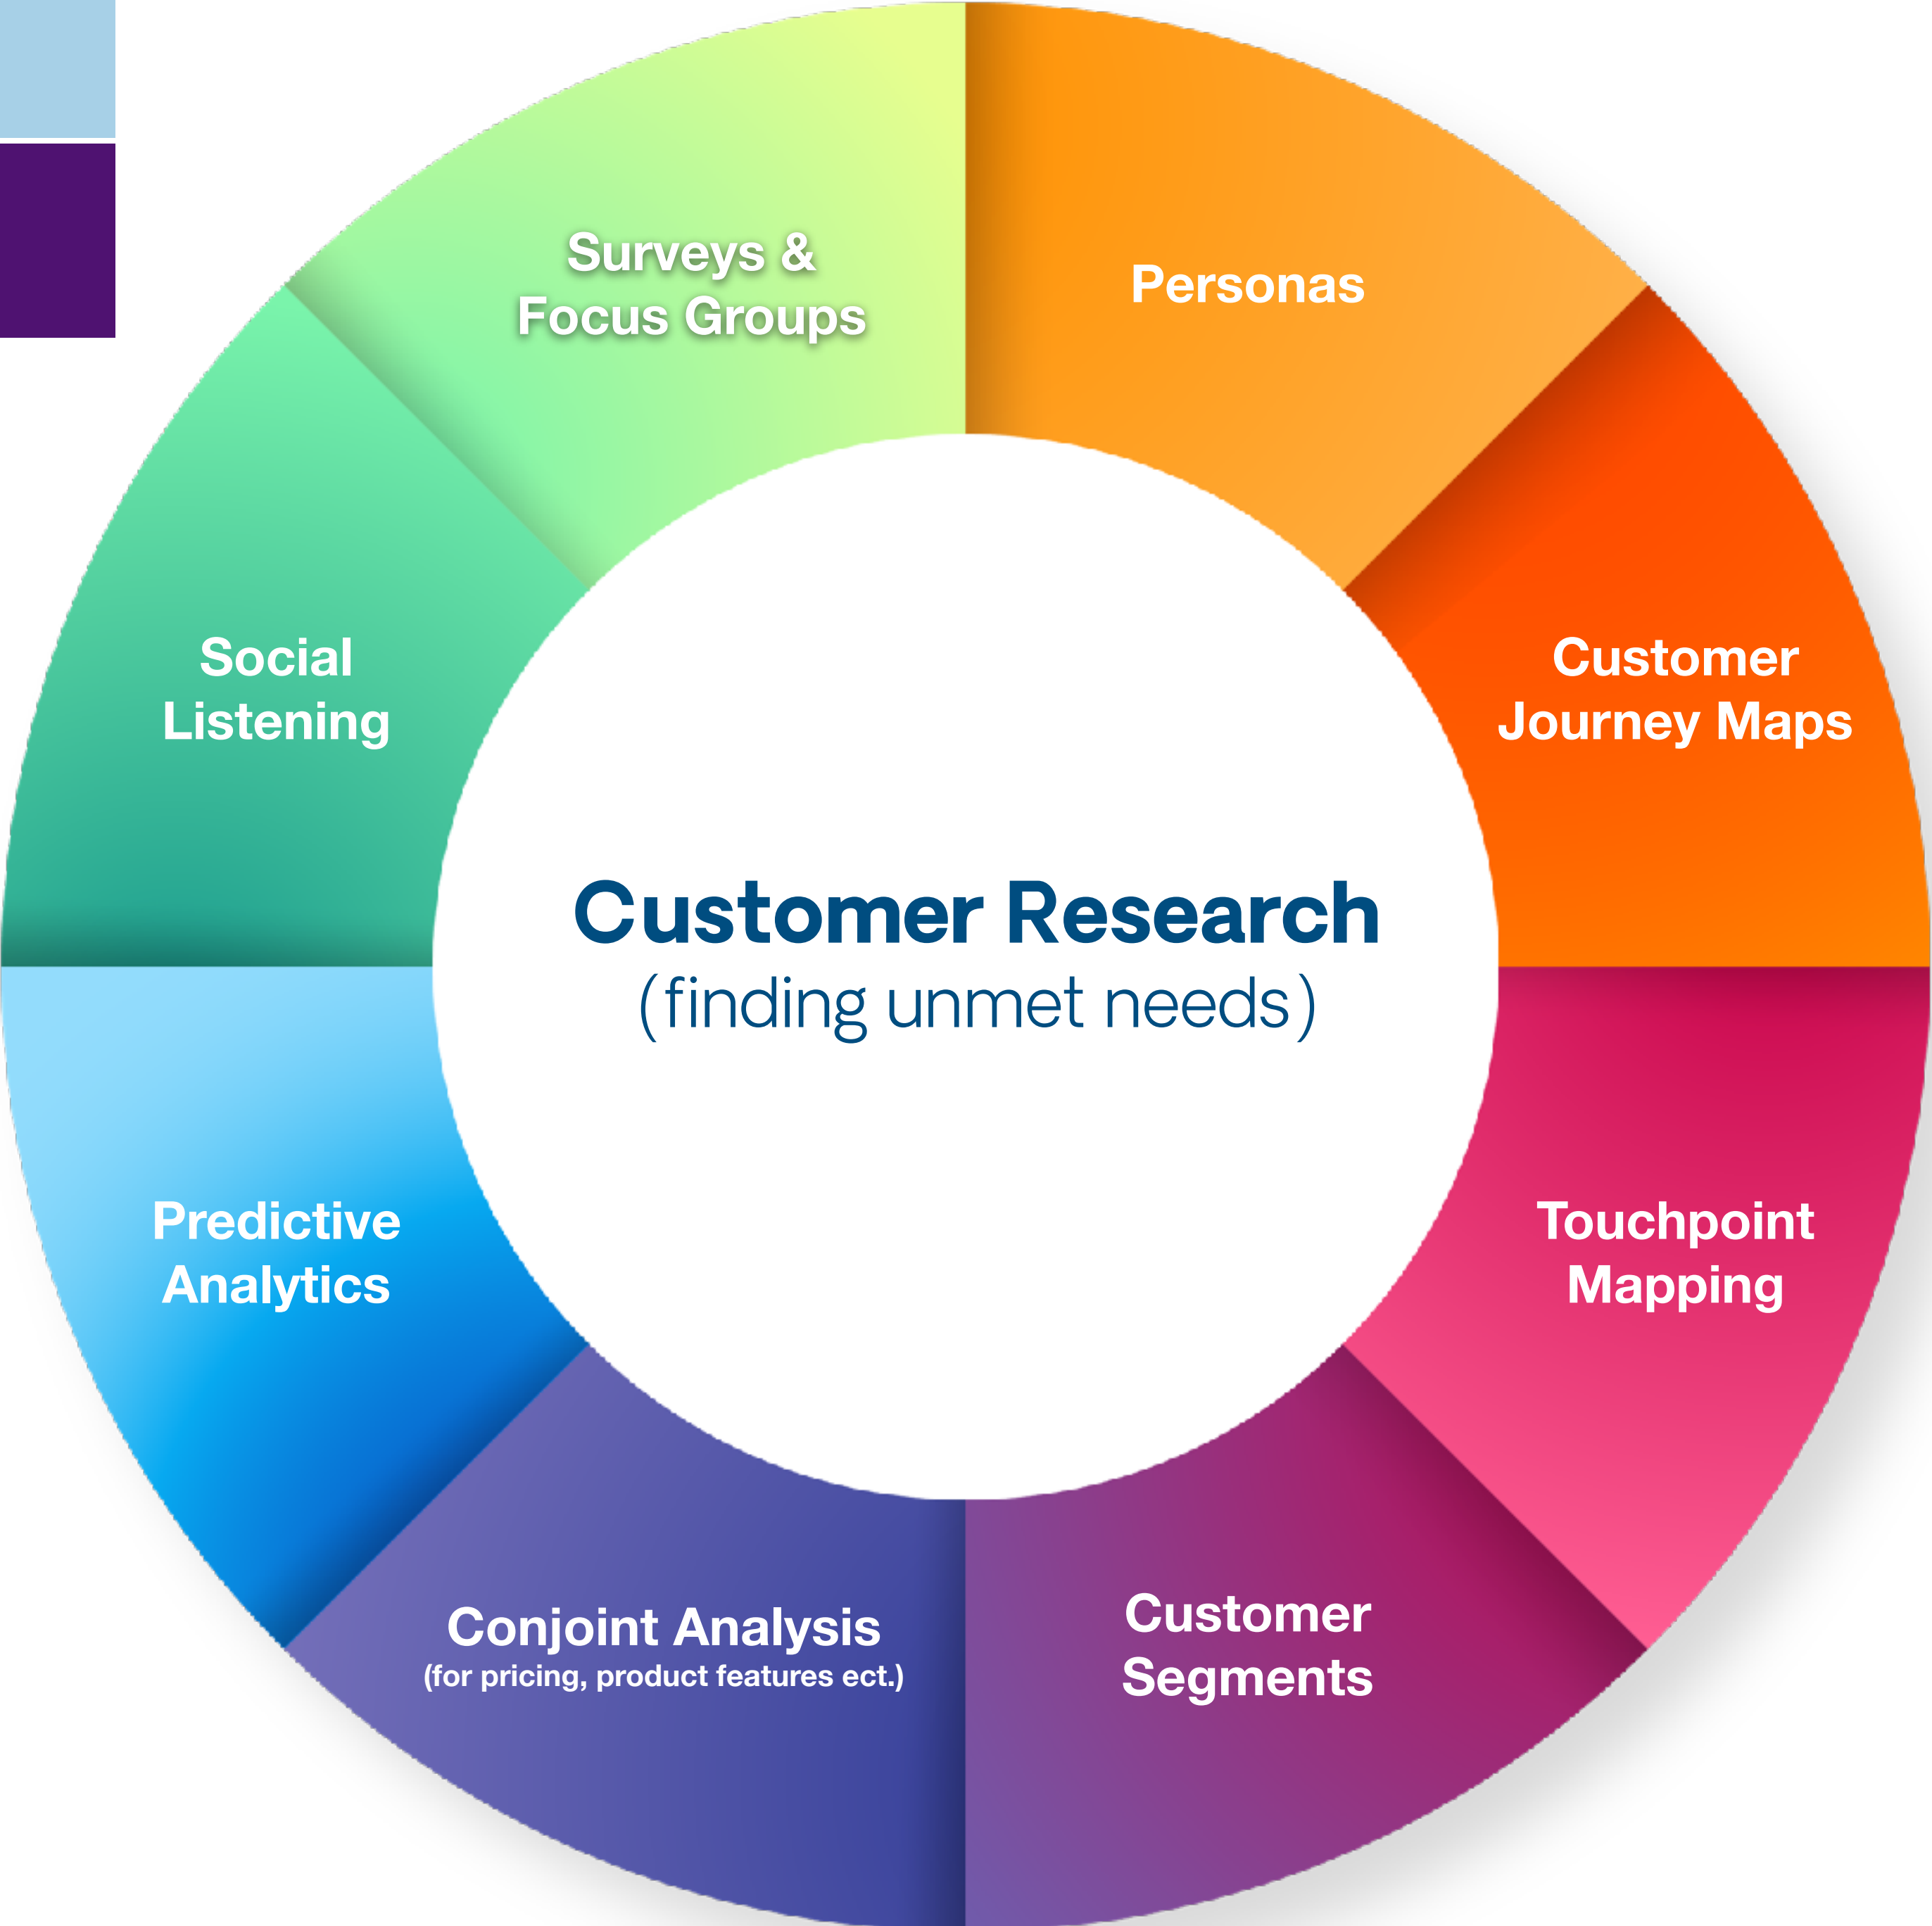 Surveys &
Focus Groups
Personas
Customer
Journey Maps
Touchpoint
Mapping
Customer
Segments
Conjoint Analysis
(for pricing, product features ect.)
Predictive
Analytics
Social
Listening
Customer Research
(finding unmet needs)